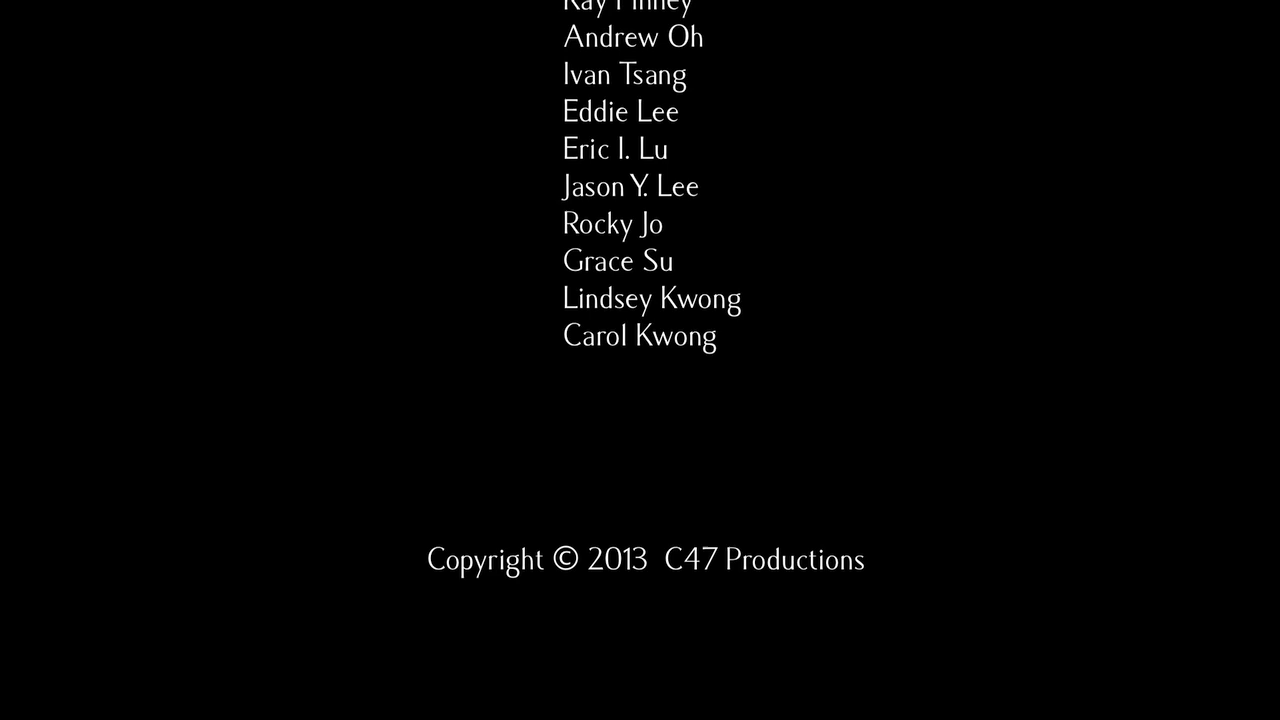 Andrew Oh
Ivan Tsang
Eddie Lee
Eric I. Lu
Jason Y. Lee
Rocky Jo
Grace Su
Lindsey Kwong
Carol Kwong
Copyright © 2013 C47 Productions